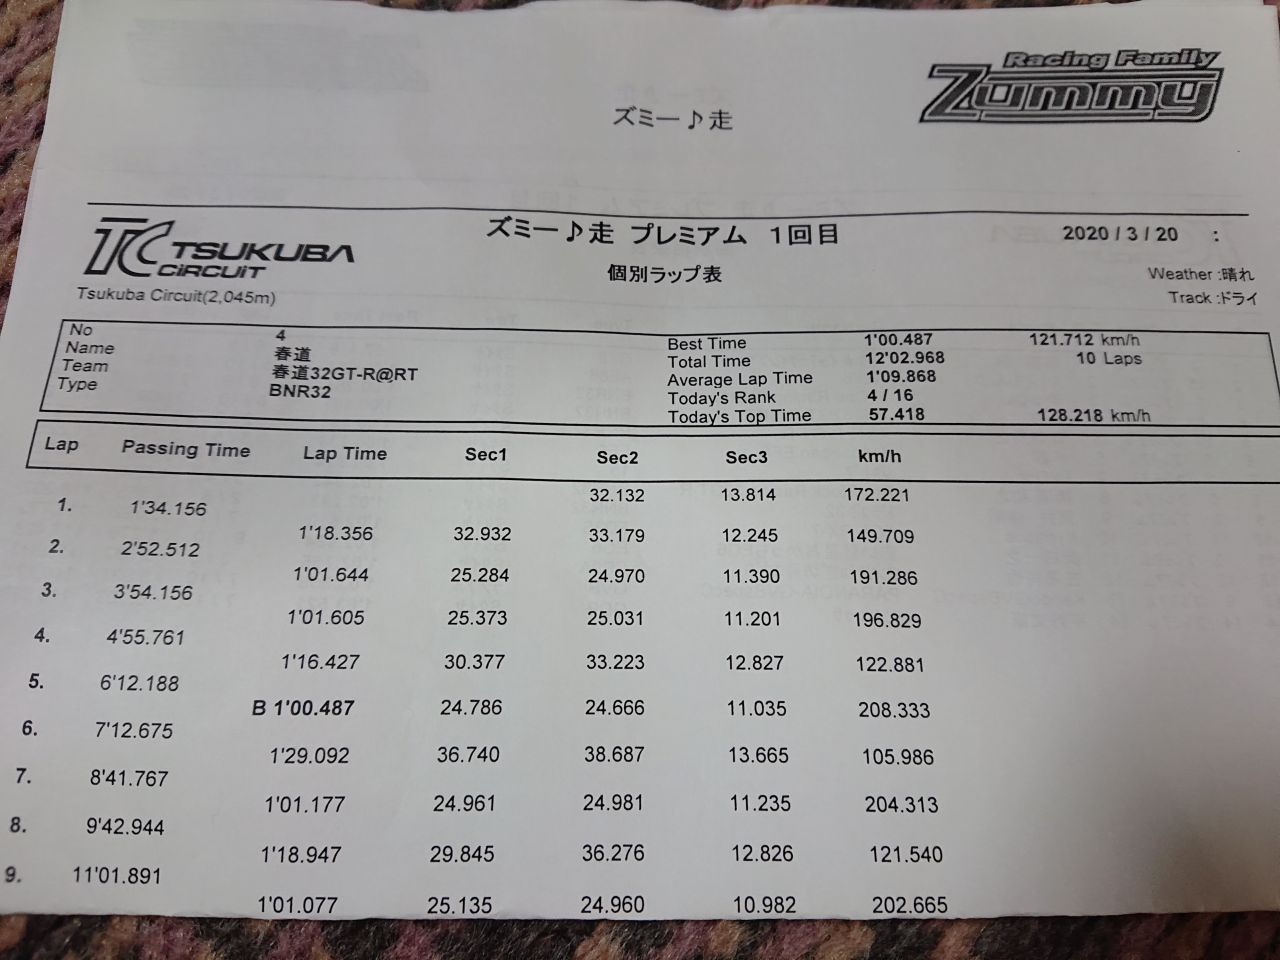 Racing Family
Zummy
ズミー♪走
TC TSUKUBA CIRCUIT
ズミー♪走 プレミアム 1回目
2020 / 3 / 20 :
個別ラップ表
Weather :晴れ
Tsukuba Circuit(2,045m)
Track :ドライ
No 4
Name 春道
Team 春道32GT-R@RT
Type BNR32
Best Time 1'00.487 121.712 km/h
Total Time 12'02.968 10 Laps
Average Lap Time 1'09.868
Today's Rank 4 / 16
Today's Top Time 57.418 128.218 km/h
Lap Passing Time Lap Time Sec1 Sec2 Sec3 km/h
32.132 13.814 172.221
1. 1'34.156
1'18.356 32.932 33.179 12.245 149.709
2. 2'52.512
1'01.644 25.284 24.970 11.390 191.286
3. 3'54.156
1'01.605 25.373 25.031 11.201 196.829
4. 4'55.761
1'16.427 30.377 33.223 12.827 122.881
5. 6'12.188
B 1'00.487 24.786 24.666 11.035 208.333
6. 7'12.675
1'29.092 36.740 38.687 13.665 105.986
7. 8'41.767
1'01.177 24.961 24.981 11.235 204.313
8. 9'42.944
1'18.947 29.845 36.276 12.826 121.540
9. 11'01.891
1'01.077 25.135 24.960 10.982 202.665